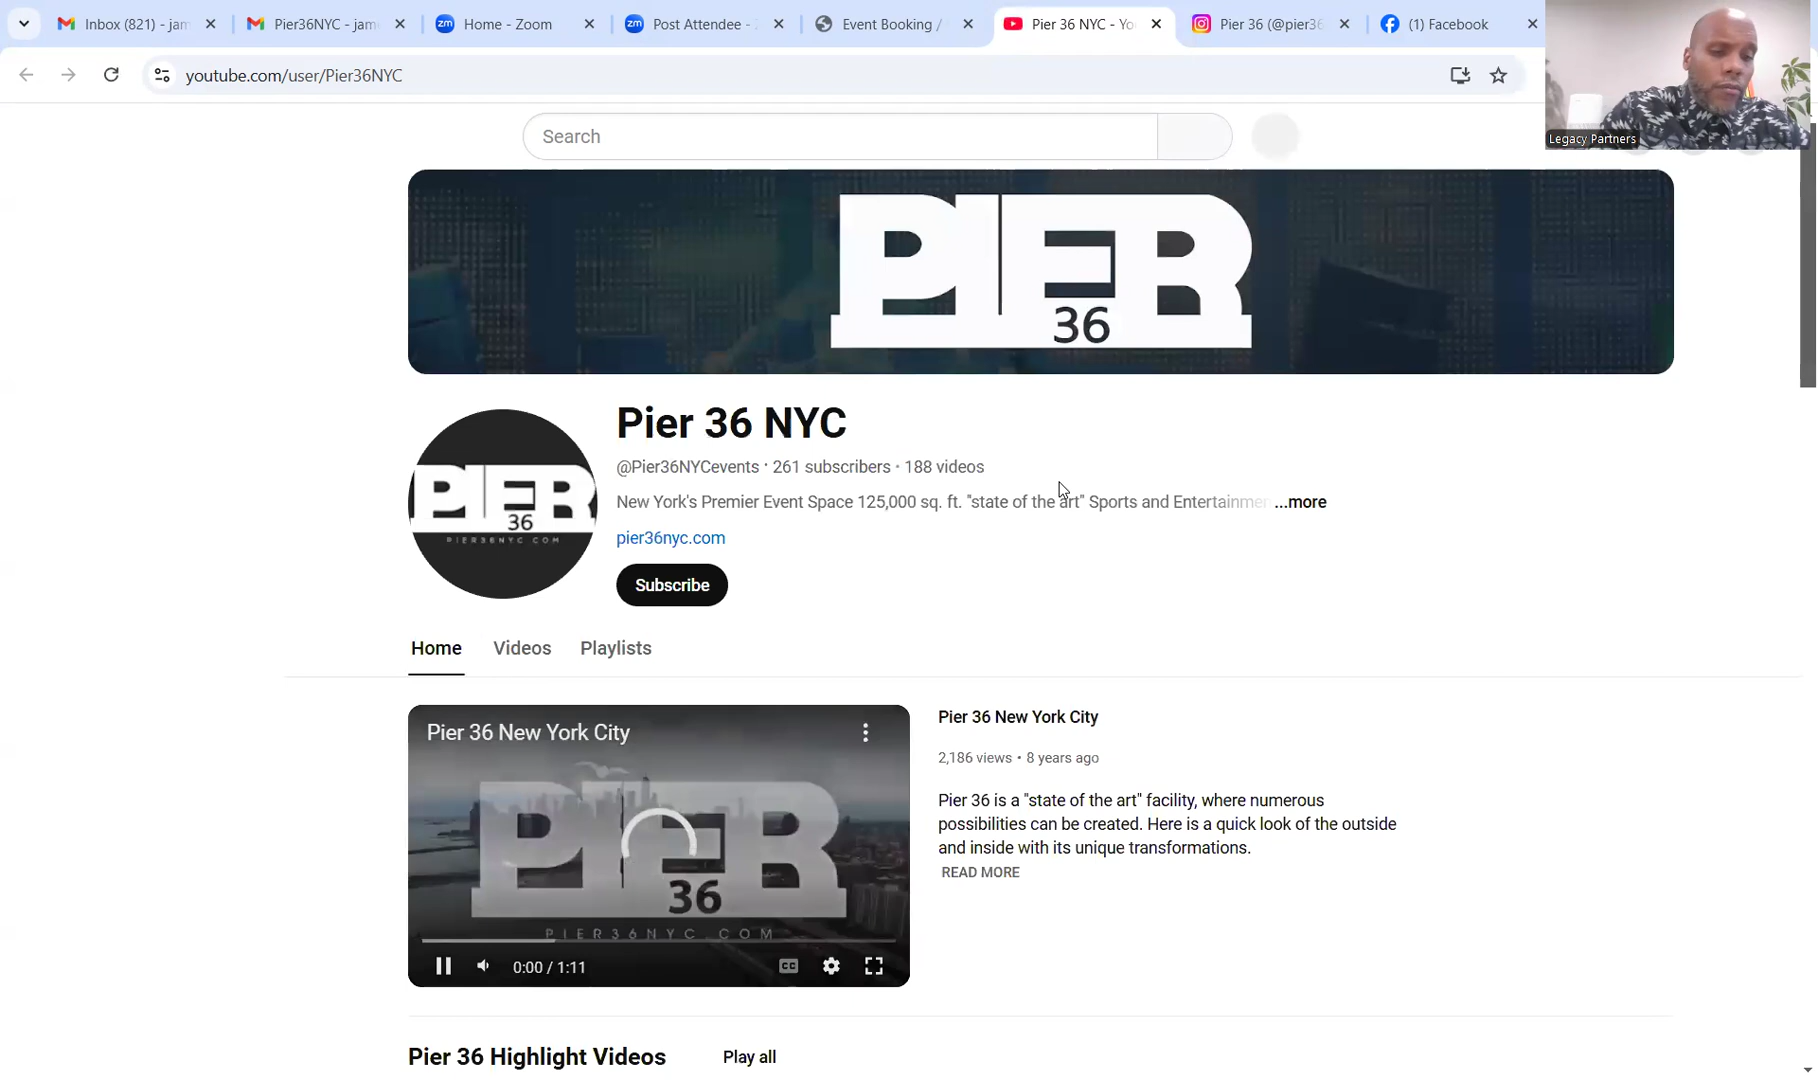 Inbox (821) - jam
Pier36NYC - jam
Home - Zoom
Post Attendee -
Event Booking /
Pier 36 NYC - Yo
Pier 36 (@pier36
(1) Facebook
youtube.com/user/Pier36NYC
Legacy Partners
Search
PIER
36
Pier 36 NYC
@Pier36NYCevents • 261 subscribers • 188 videos
New York's Premier Event Space 125,000 sq. ft. "state of the art" Sports and Entertainmen ...more
pier36nyc.com
Subscribe
PIER
36
PIER36NYC.COM
Home Videos Playlists
Pier 36 New York City
PIER
36
PIER36NYC.COM
CC
0:00 / 1:11
Pier 36 New York City
2,186 views • 8 years ago
Pier 36 is a "state of the art" facility, where numerous
possibilities can be created. Here is a quick look of the outside
and inside with its unique transformations.
READ MORE
Pier 36 Highlight Videos Play all